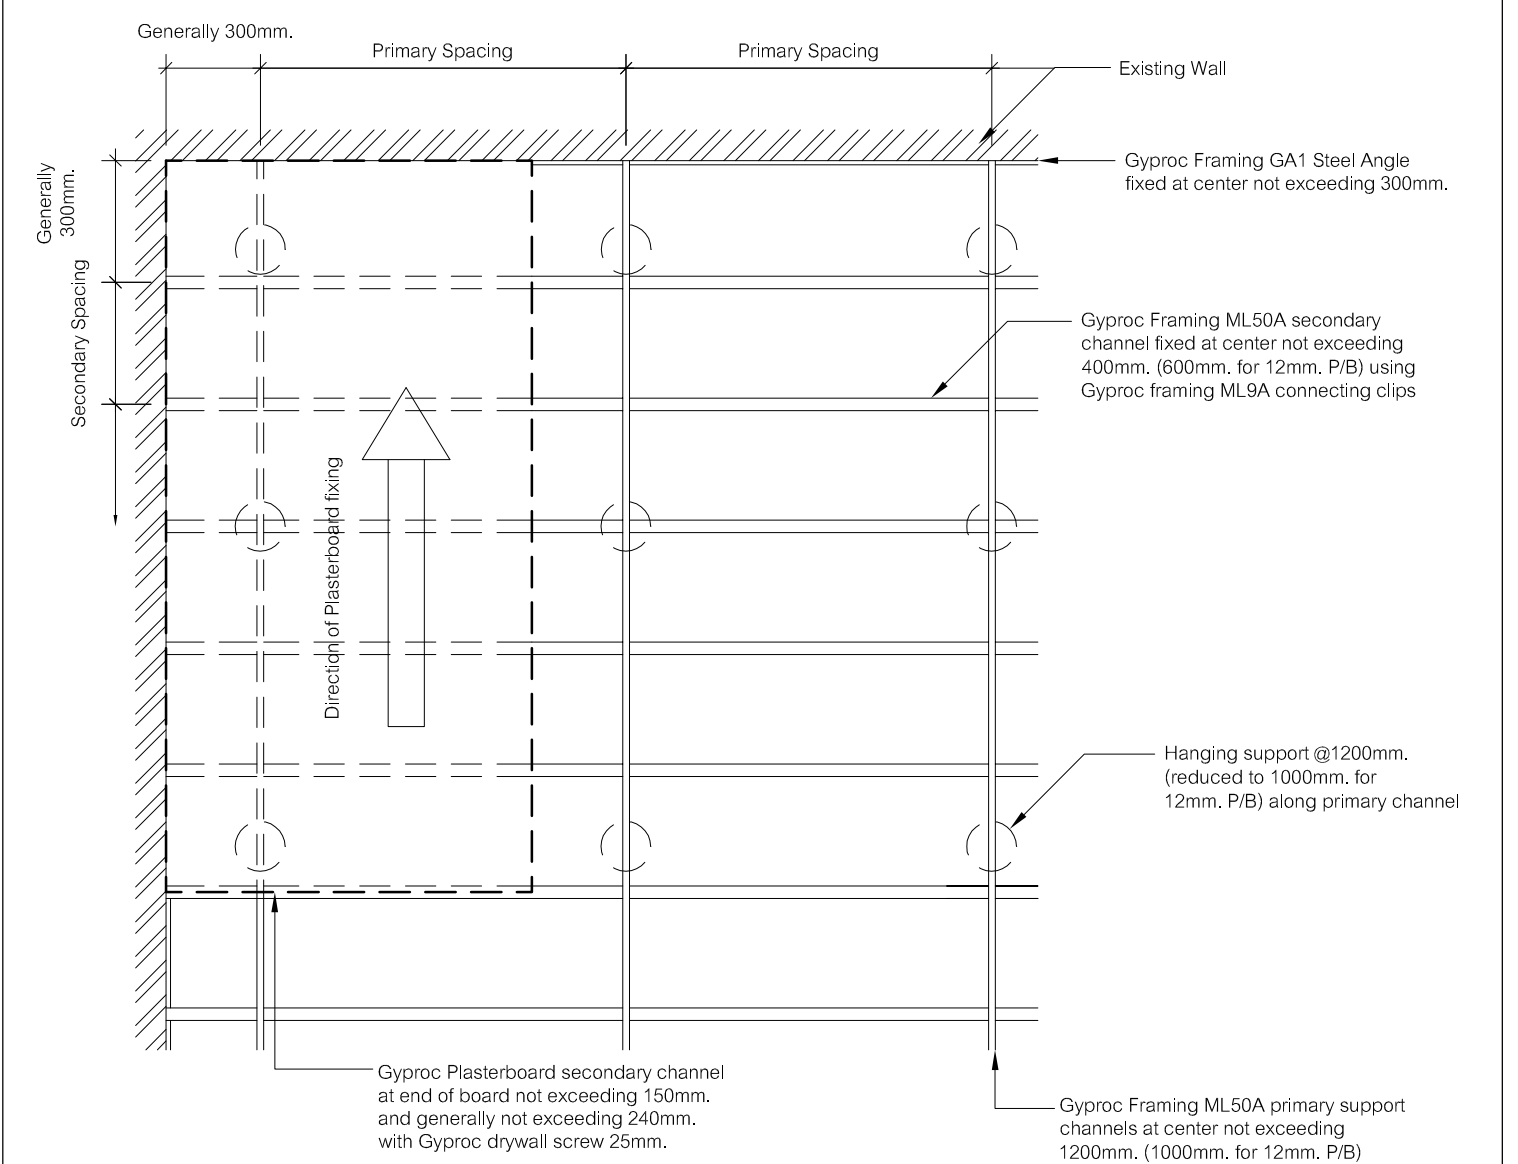 Generally 300mm.
Primary Spacing
Primary Spacing
Existing Wall
Gyproc Framing GA1 Steel Angle
fixed at center not exceeding 300mm.
Generally
300mm.
Secondary Spacing
Gyproc Framing ML50A secondary
channel fixed at center not exceeding
400mm. (600mm. for 12mm. P/B) using
Gyproc framing ML9A connecting clips
Direction of Plasterboard fixing
Hanging support @1200mm.
(reduced to 1000mm. for
12mm. P/B) along primary channel
Gyproc Plasterboard secondary channel
at end of board not exceeding 150mm.
and generally not exceeding 240mm.
with Gyproc drywall screw 25mm.
Gyproc Framing ML50A primary support
channels at center not exceeding
1200mm. (1000mm. for 12mm. P/B)